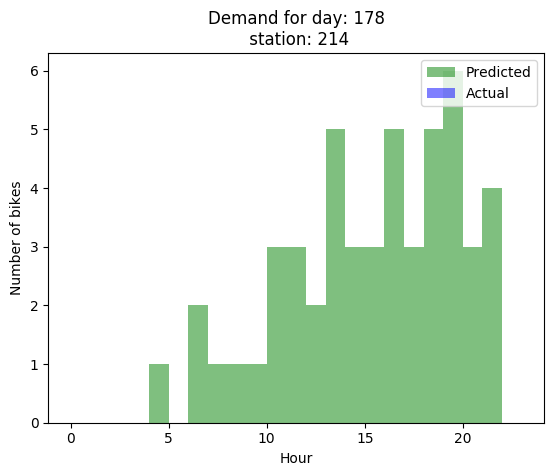 Demand for day: 178
station: 214
Predicted
Actual
6
5
4
3
2
1
0
Number of bikes
0 5 10 15 20
Hour